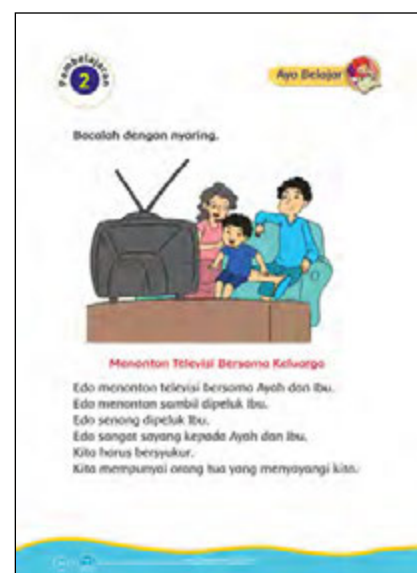 Pembelajaran
2
Ayo Belajar
Bacalah dengan nyaring.
Menonton Televisi Bersama Keluarga
Edo menonton televisi bersama Ayah dan Ibu.
Edo menonton sambil dipeluk Ibu.
Edo senang dipeluk Ibu.
Edo sangat sayang kepada Ayah dan Ibu.
Kita harus bersyukur.
Kita mempunyai orang tua yang menyayangi kita.